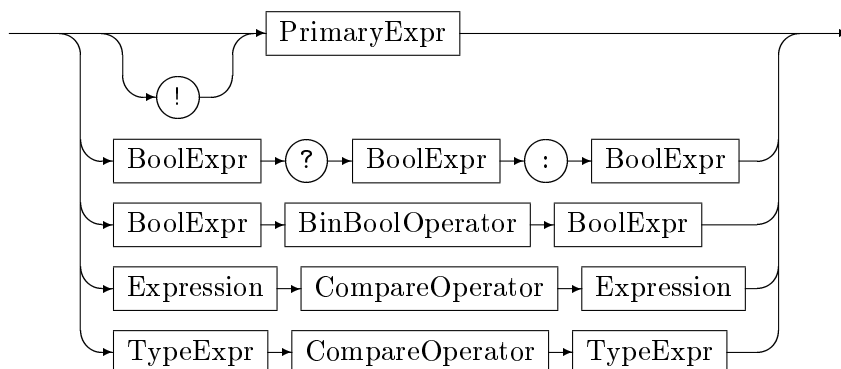 PrimaryExpr
!
BoolExpr ? BoolExpr : BoolExpr
BoolExpr BinBoolOperator BoolExpr
Expression CompareOperator Expression
TypeExpr CompareOperator TypeExpr